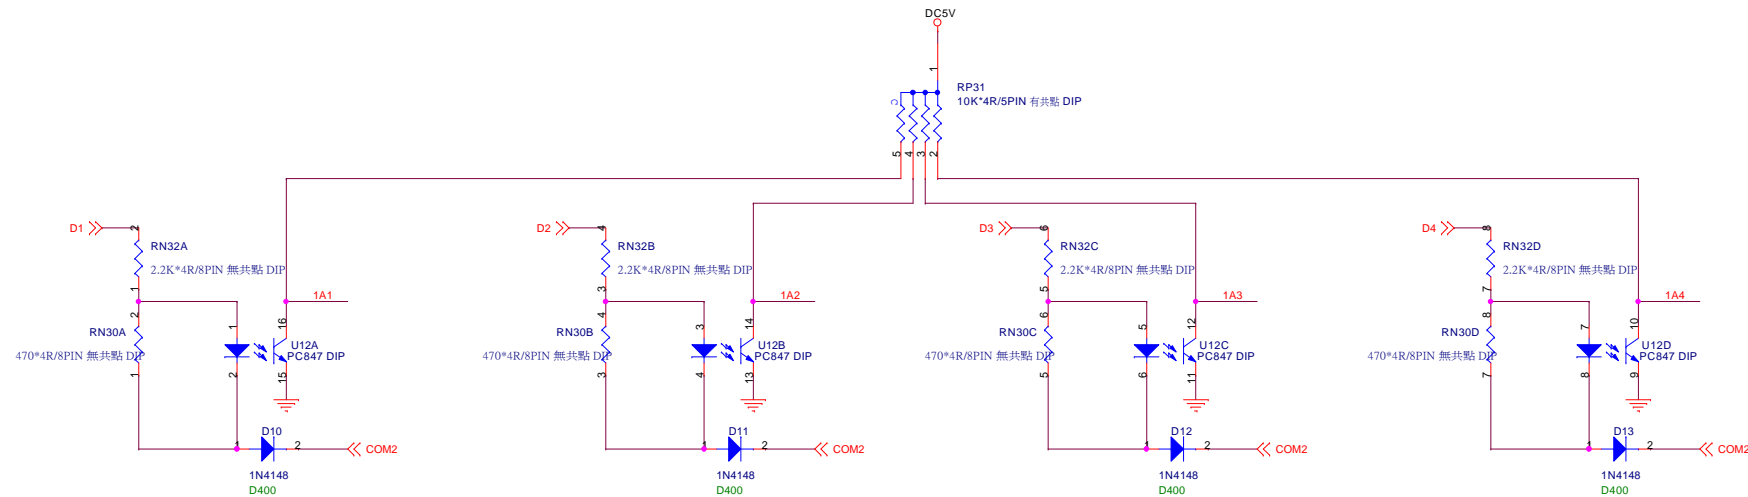 DC5V
1
RP31
10K*4R/5PIN 有共點 DIP
C
5 4 3 2
D1
2
RN32A
2.2K*4R/8PIN 無共點 DIP
1
1A1
2
1
16
RN30A
U12A
470*4R/8PIN 無共點 DIP
PC847 DIP
1
2
15
D10
1
2
COM2
1N4148
D400
D2
4
RN32B
2.2K*4R/8PIN 無共點 DIP
3
1A2
4
3
14
RN30B
U12B
470*4R/8PIN 無共點 DIP
PC847 DIP
3
4
13
D11
1
2
COM2
1N4148
D400
D3
6
RN32C
2.2K*4R/8PIN 無共點 DIP
5
1A3
6
5
12
RN30C
U12C
470*4R/8PIN 無共點 DIP
PC847 DIP
5
6
11
D12
1
2
COM2
1N4148
D400
D4
8
RN32D
2.2K*4R/8PIN 無共點 DIP
7
1A4
8
7
10
RN30D
U12D
470*4R/8PIN 無共點 DIP
PC847 DIP
7
8
9
D13
1
2
COM2
1N4148
D400